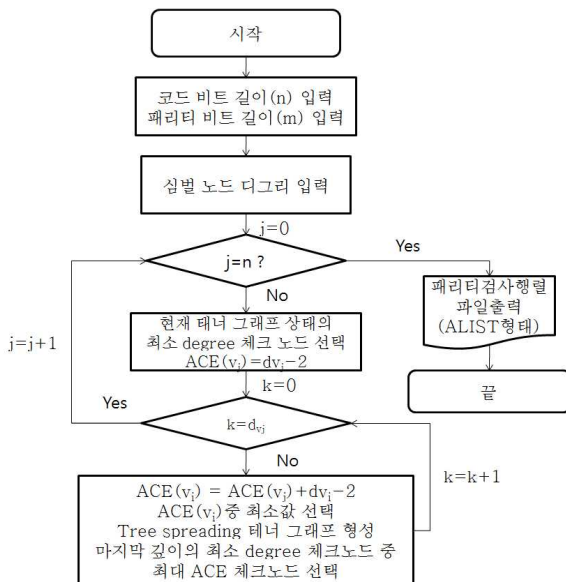 시작
코드 비트 길이(n) 입력
패리티 비트 길이(m) 입력
심벌 노드 디그리 입력
j=0
j=n ?
Yes
No
패리티검사행렬
파일출력
(ALIST형태)
끝
현재 태너 그래프 상태의
최소 degree 체크 노드 선택
ACE(vⱼ)=dvⱼ-2
j=j+1
k=0
Yes
k=d_vj
No
k=k+1
ACE(vᵢ) = ACE(vⱼ)+dvᵢ-2
ACE(vᵢ)중 최소값 선택
Tree spreading 테너 그래프 형성
마지막 깊이의 최소 degree 체크노드 중
최대 ACE 체크노드 선택